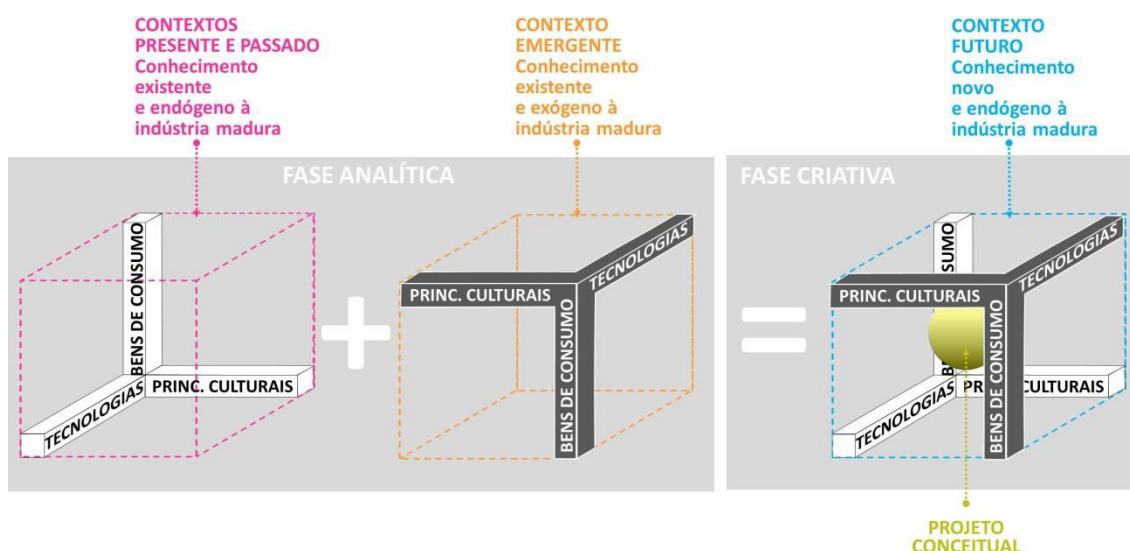 CONTEXTOS
PRESENTE E PASSADO
Conhecimento
existente
e endógeno à
indústria madura
CONTEXTO
EMERGENTE
Conhecimento
existente
e exógeno à
indústria madura
CONTEXTO
FUTURO
Conhecimento
novo
e endógeno à
indústria madura
FASE ANALÍTICA
FASE CRIATIVA
BENS DE CONSUMO
TECNOLOGIAS
PRINC. CULTURAIS
+
PRINC. CULTURAIS
TECNOLOGIAS
BENS DE CONSUMO
=
SUMO
PRINC. CULTURAIS
TECNOLOGIAS
BENS DE CONSUMO
TECNOLOGIAS
CULTURAIS
PROJETO
CONCEITUAL